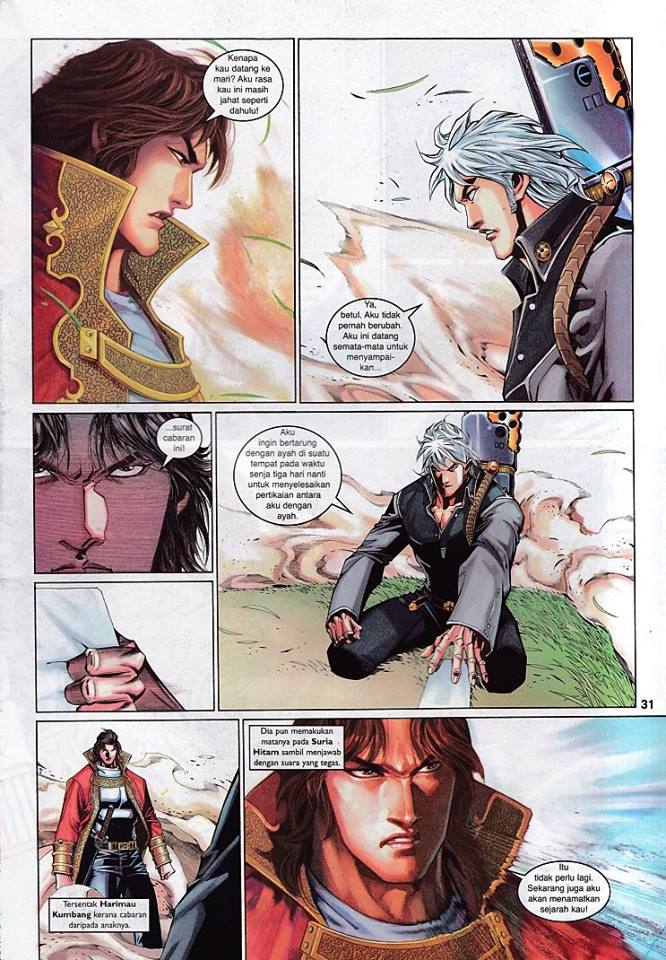 Kenapa
kau datang ke
mari? Aku rasa
kau ini masih
jahat seperti
dahulu!
Ya,
betul. Aku tidak
pernah berubah.
Aku ini datang
semata-mata untuk
menyampai-
kan...
...surat
cabaran
ini!
Aku
ingin bertarung
dengan ayah di suatu
tempat pada waktu
senja tiga hari nanti
untuk menyelesaikan
pertikaian antara
aku dengan
ayah.
31
Tersentak Harimau
Kumbang kerana cabaran
daripada anaknya.
Dia pun memakukan
matanya pada Suria
Hitam sambil menjawab
dengan suara yang tegas.
Itu
tidak perlu lagi.
Sekarang juga aku
akan menamatkan
sejarah kau!